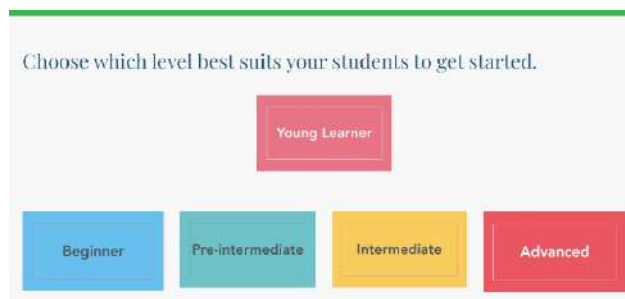 Choose which level best suits your students to get started.
Young Learner
Beginner
Pre-intermediate
Intermediate
Advanced